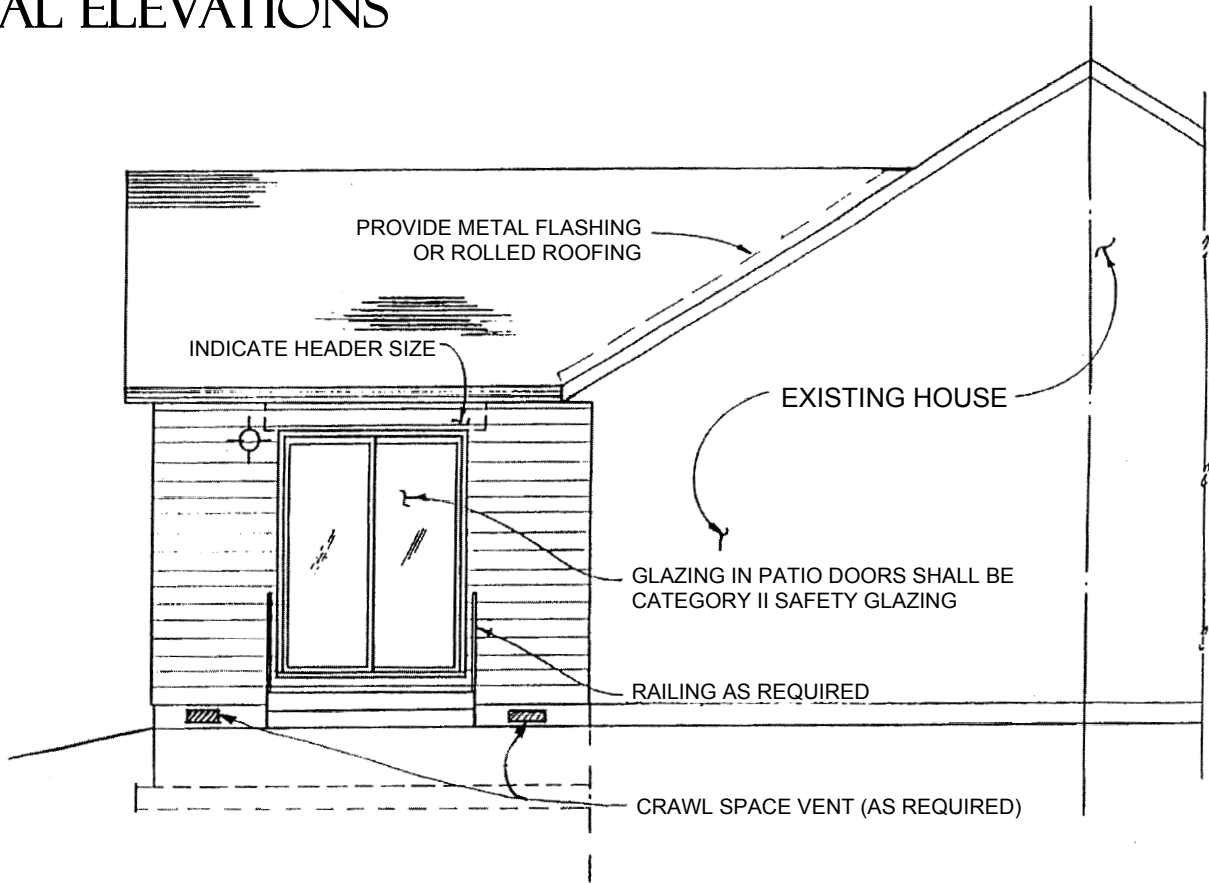 AL ELEVATIONS
PROVIDE METAL FLASHING
OR ROLLED ROOFING
INDICATE HEADER SIZE
EXISTING HOUSE
GLAZING IN PATIO DOORS SHALL BE
CATEGORY II SAFETY GLAZING
RAILING AS REQUIRED
CRAWL SPACE VENT (AS REQUIRED)